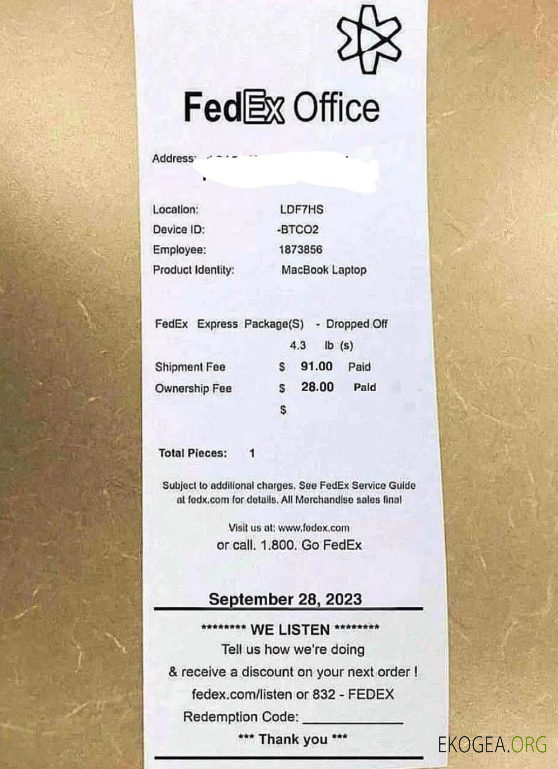 FedEx Office
Address:
Location: LDF7HS
Device ID: -BTCO2
Employee: 1873856
Product Identity: MacBook Laptop
FedEx Express Package(S) - Dropped Off
4.3 lb (s)
Shipment Fee $ 91.00 Paid
Ownership Fee $ 28.00 Paid
$
Total Pieces: 1
Subject to additional charges. See FedEx Service Guide
at fedx.com for details. All Merchandise sales final
Visit us at: www.fedex.com
or call. 1.800. Go FedEx
September 28, 2023
******** WE LISTEN ********
Tell us how we're doing
& receive a discount on your next order !
fedex.com/listen or 832 - FEDEX
Redemption Code: ______________
*** Thank you ***
EKOGEA.ORG